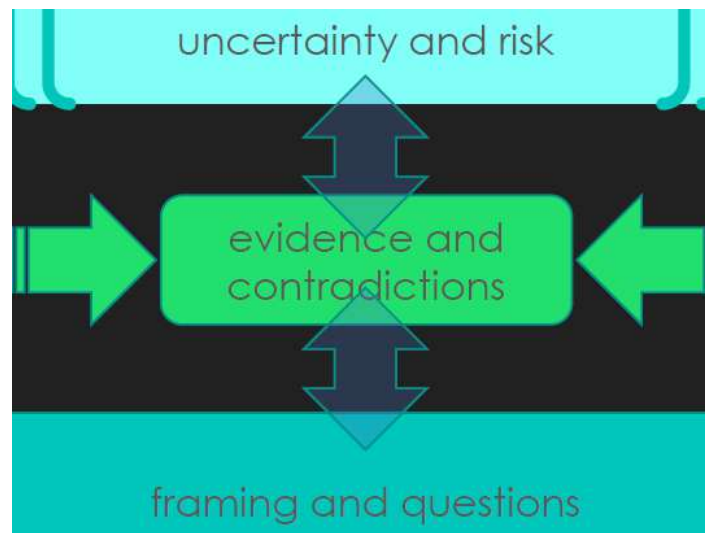 uncertainty and risk
evidence and
contradictions
framing and questions